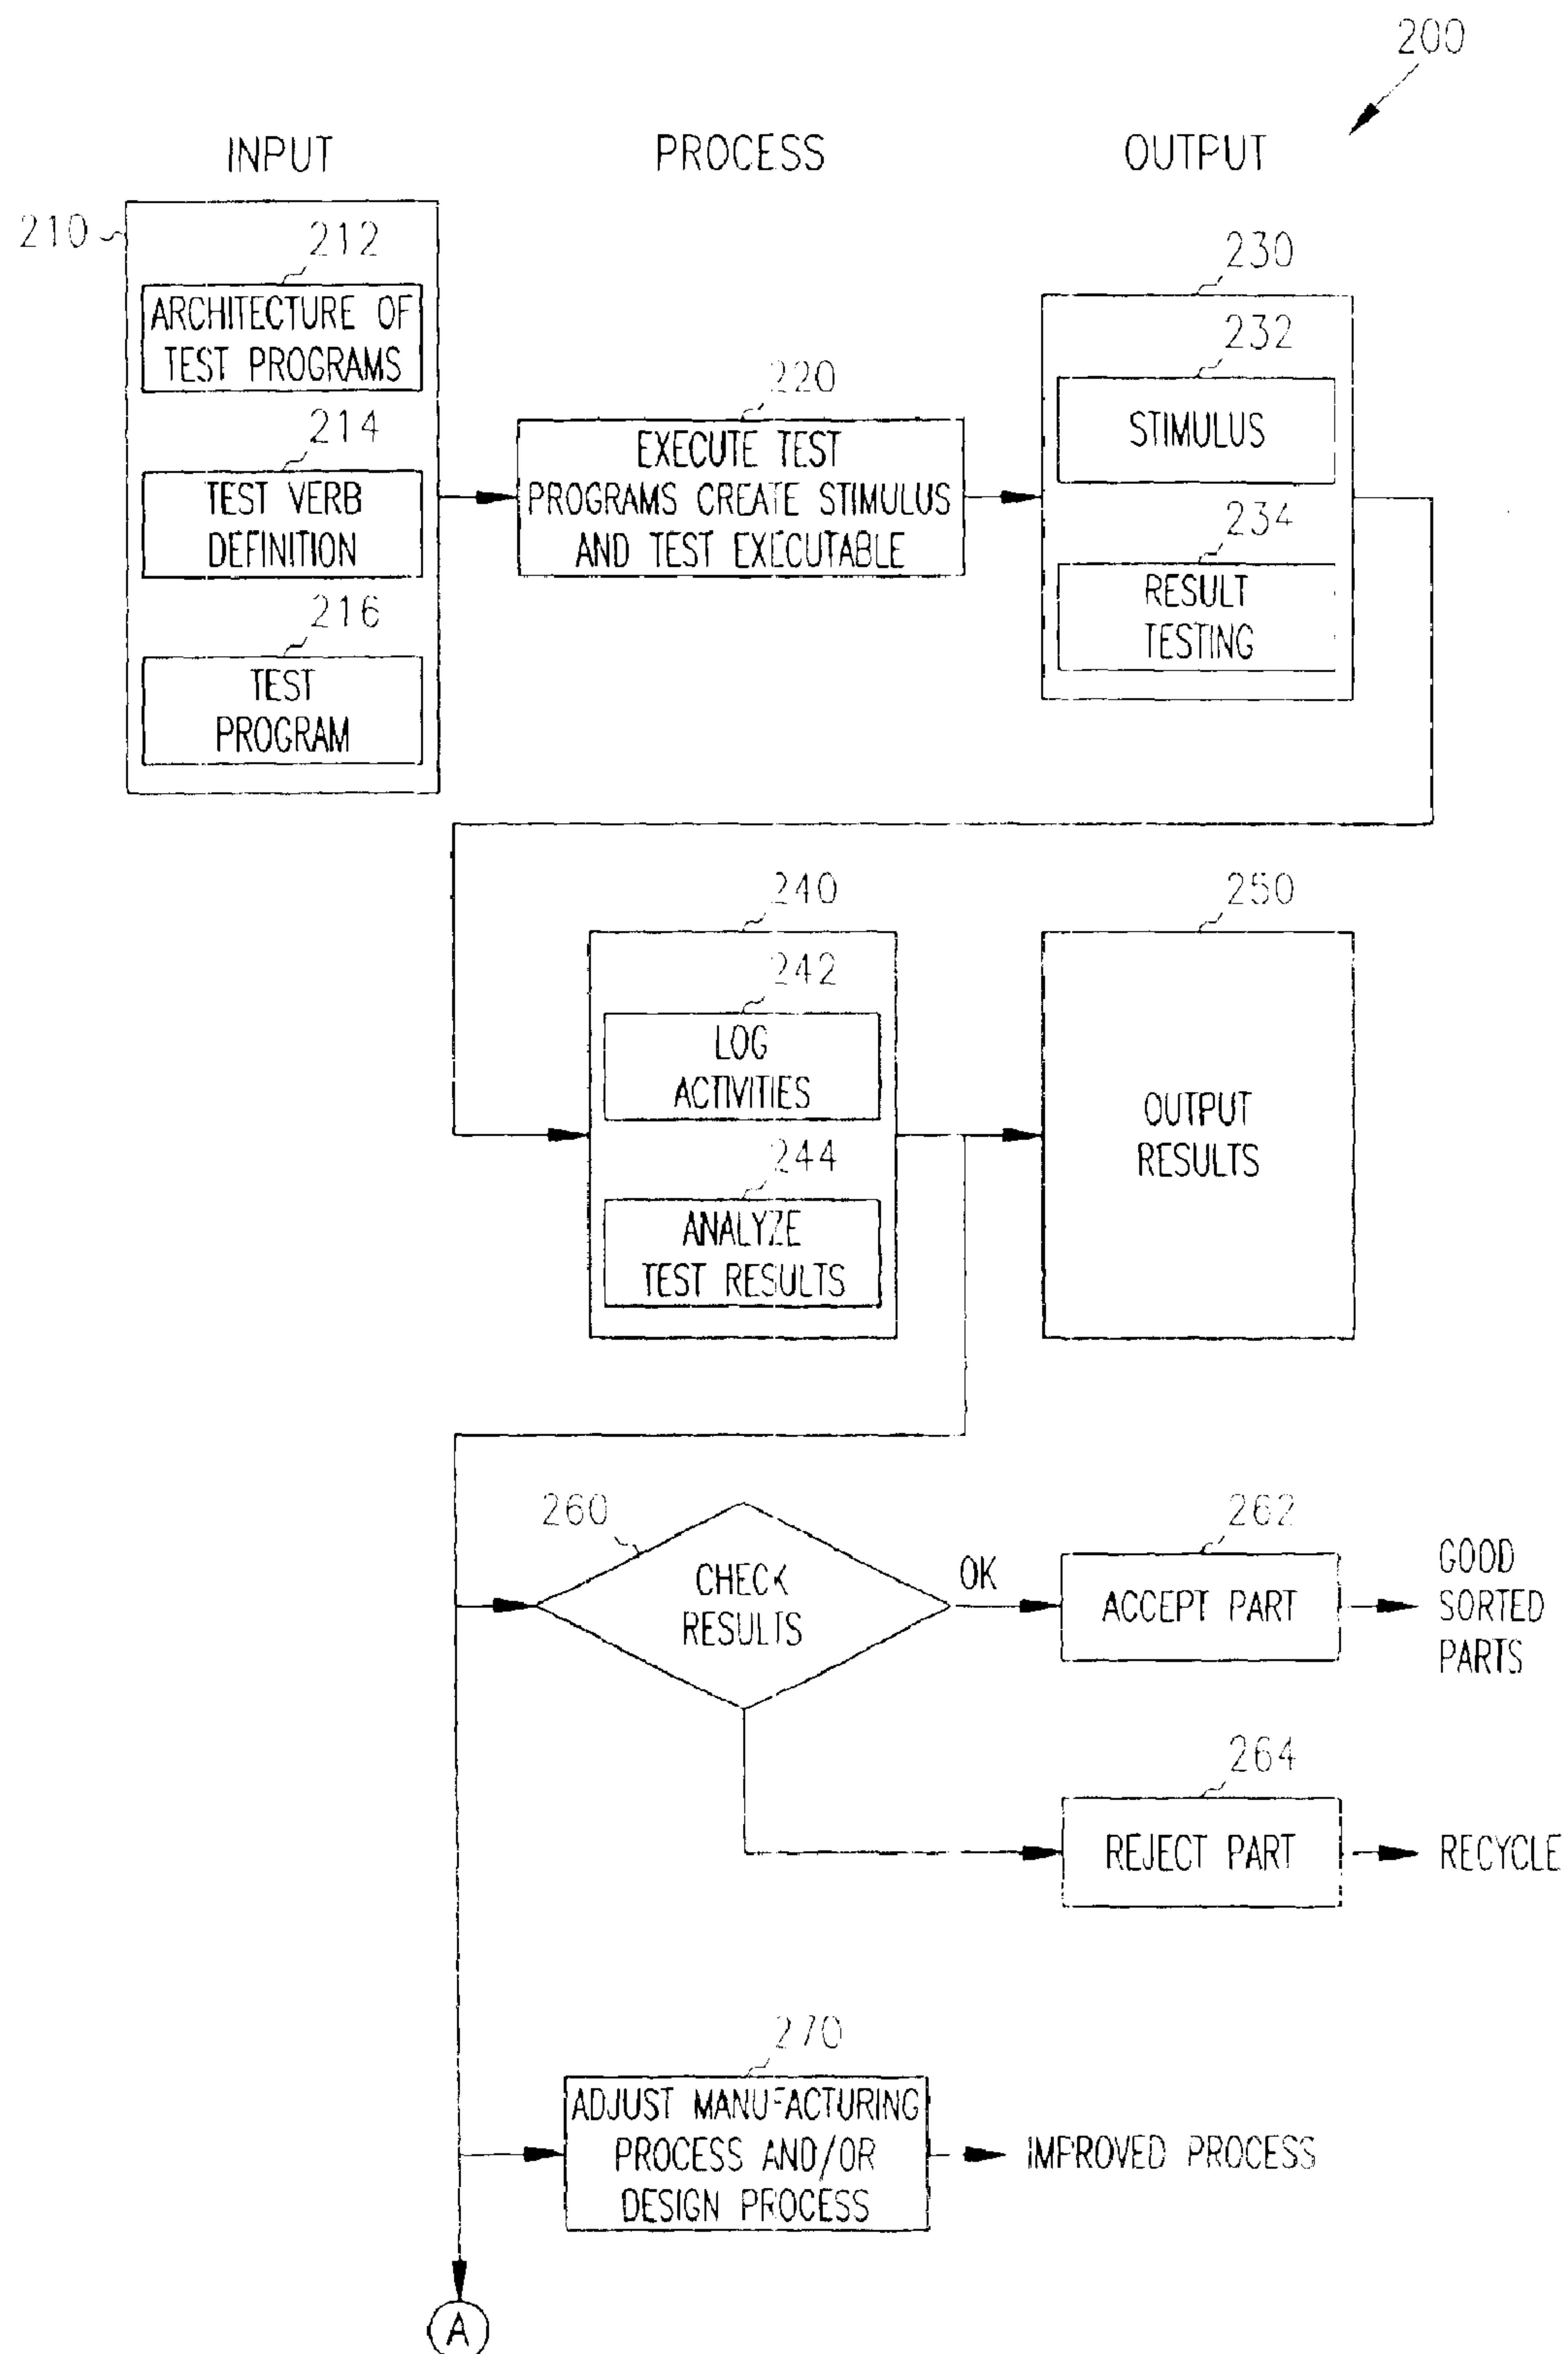 200
INPUT
PROCESS
OUTPUT
210
212
ARCHITECTURE OF
TEST PROGRAMS
214
TEST VERB
DEFINITION
216
TEST
PROGRAM
220
EXECUTE TEST
PROGRAMS CREATE STIMULUS
AND TEST EXECUTABLE
230
232
STIMULUS
234
RESULT
TESTING
240
242
LOG
ACTIVITIES
244
ANALYZE
TEST RESULTS
250
OUTPUT
RESULTS
260
CHECK
RESULTS
OK
262
ACCEPT PART
GOOD
SORTED
PARTS
264
REJECT PART
RECYCLE
270
ADJUST MANUFACTURING
PROCESS AND/OR
DESIGN PROCESS
IMPROVED PROCESS
A